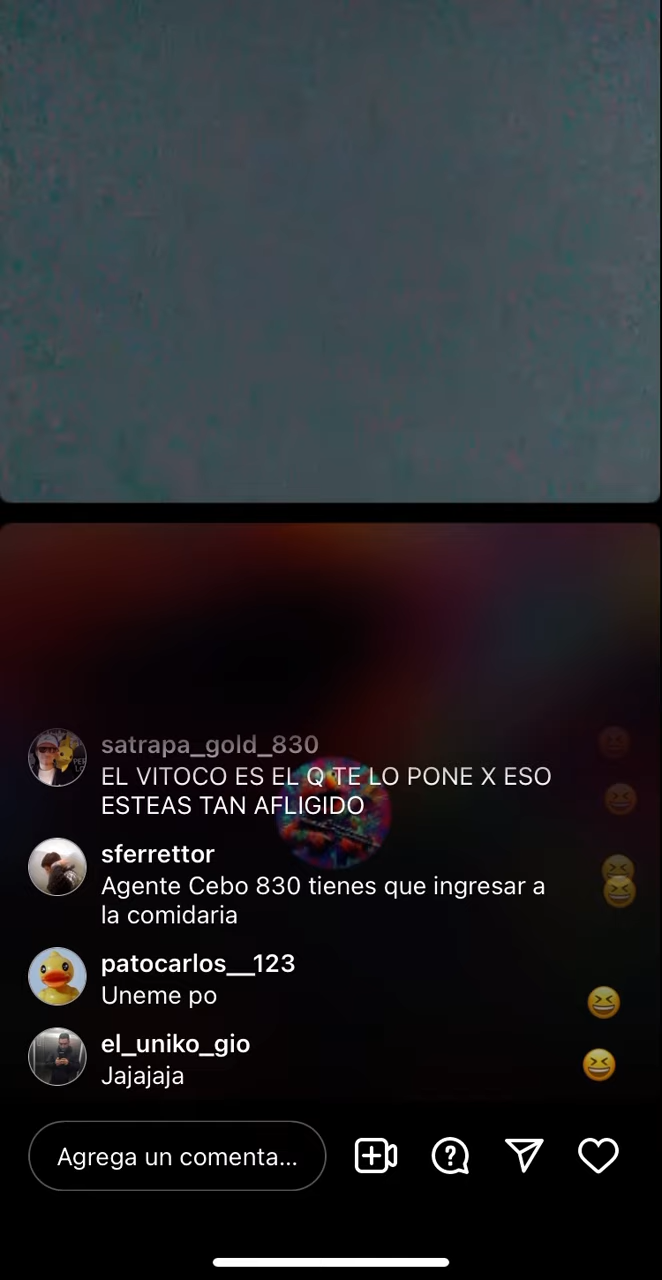 satrapa_gold_830
EL VITOCO ES EL Q TE LO PONE X ESO
ESTEAS TAN AFLIGIDO
sferrettor
Agente Cebo 830 tienes que ingresar a
la comidaria
patocarlos__123
Uneme po
el_uniko_gio
Jajajaja
Agrega un comenta...